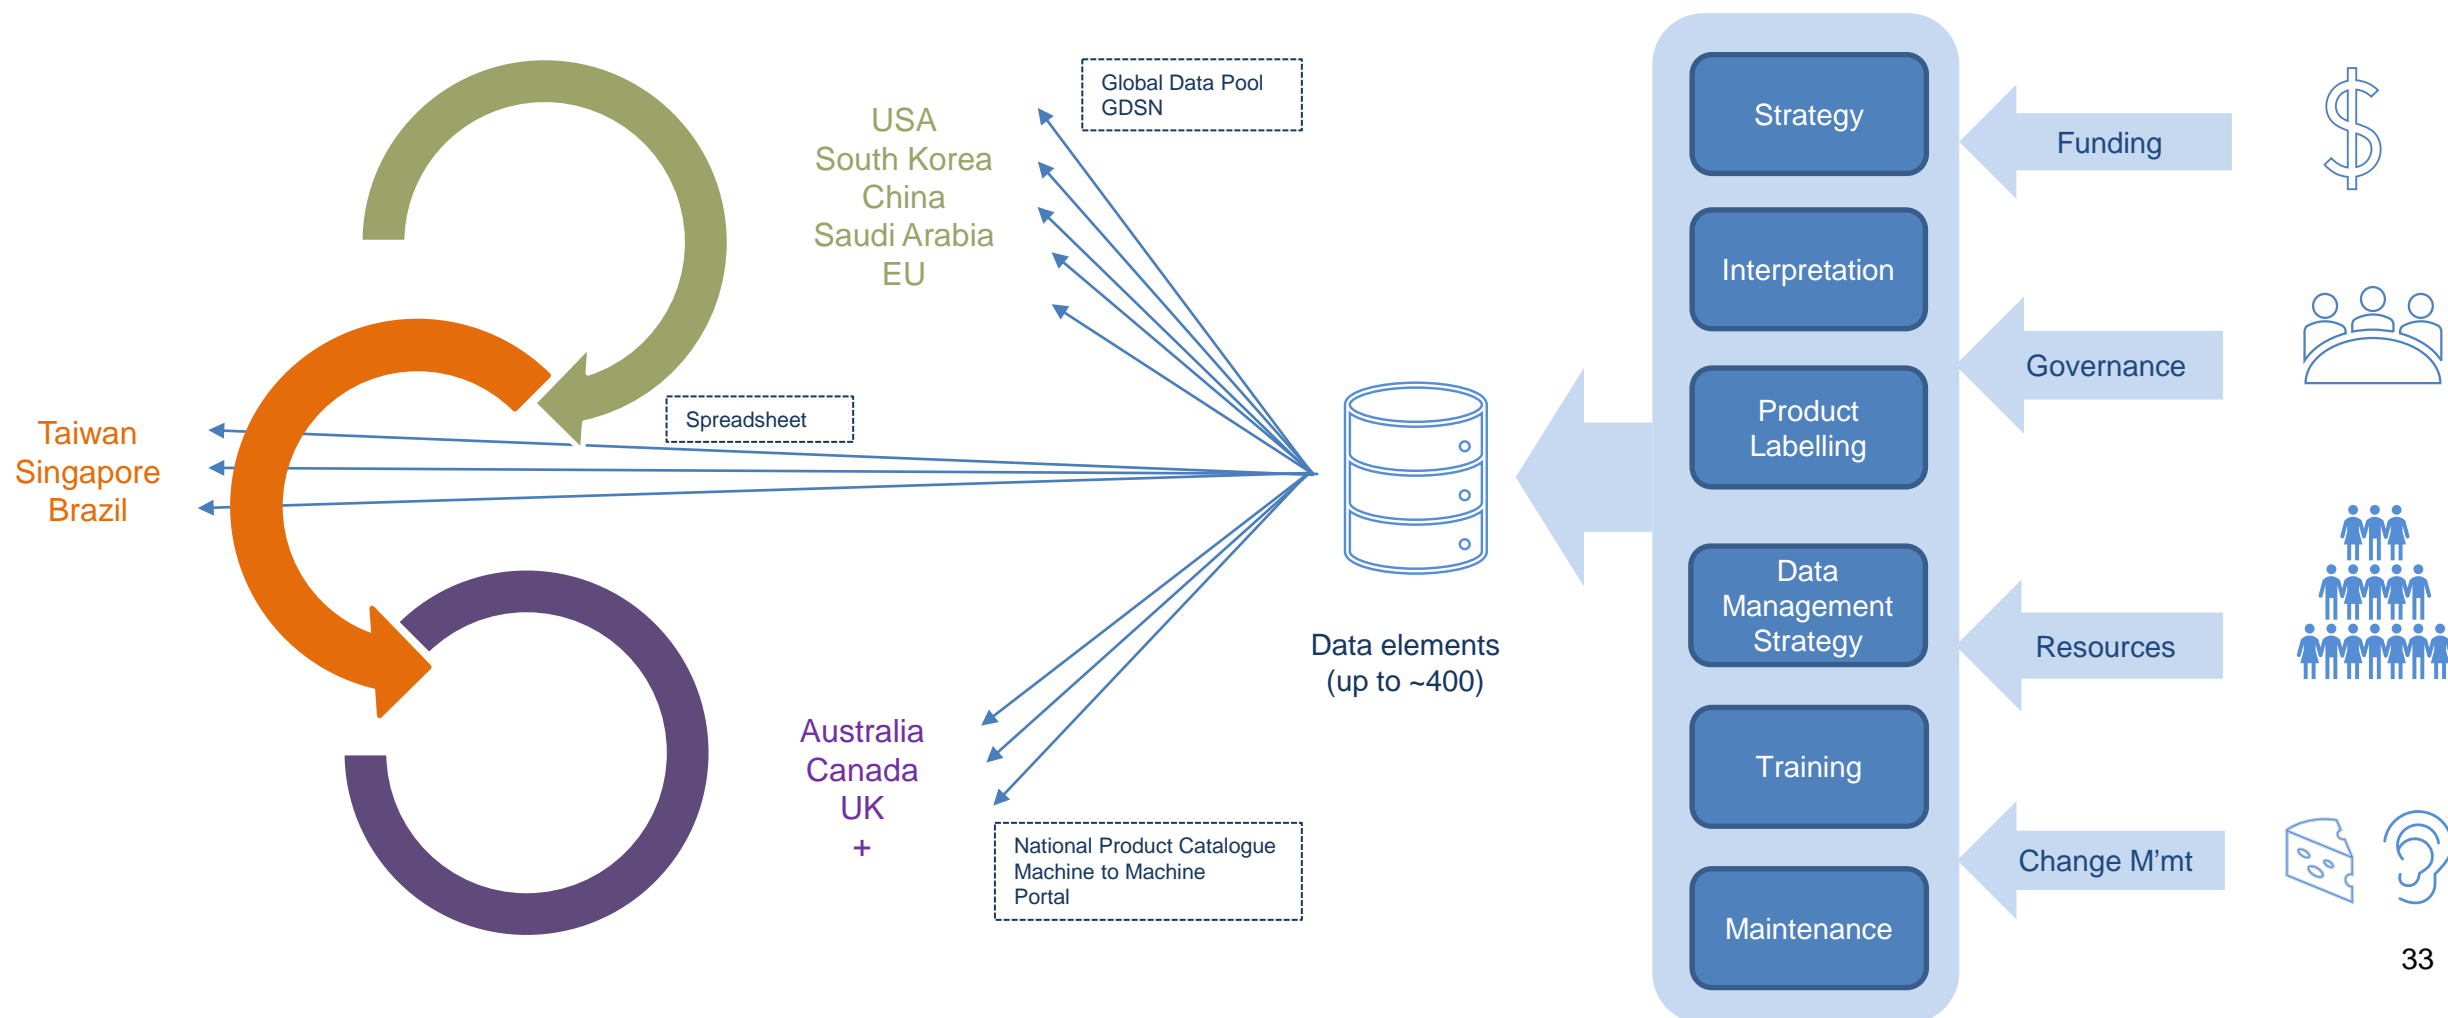 Global Data Pool
GDSN
USA
South Korea
China
Saudi Arabia
EU
Spreadsheet
Taiwan
Singapore
Brazil
Australia
Canada
UK
+
National Product Catalogue
Machine to Machine
Portal
Data elements
(up to ~400)
Strategy
Interpretation
Product
Labelling
Data
Management
Strategy
Training
Maintenance
Funding
Governance
Resources
Change M’mt
33